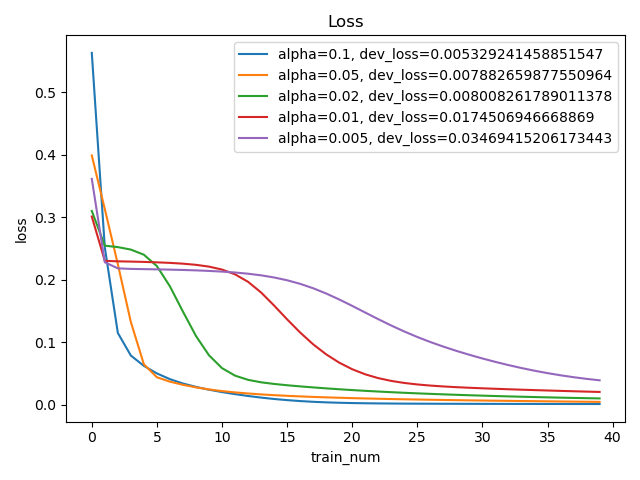 Loss
alpha=0.1, dev_loss=0.005329241458851547
alpha=0.05, dev_loss=0.007882659877550964
alpha=0.02, dev_loss=0.008008261789011378
alpha=0.01, dev_loss=0.0174506946668869
alpha=0.005, dev_loss=0.03469415206173443
loss
0.5
0.4
0.3
0.2
0.1
0.0
0 5 10 15 20 25 30 35 40
train_num